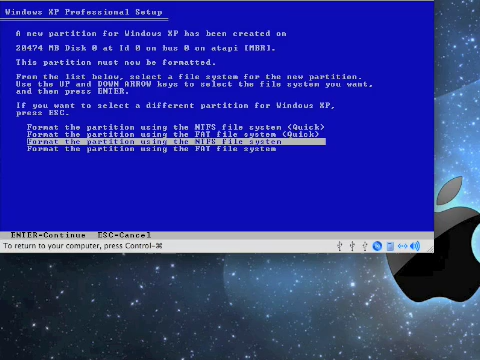 Windows XP Professional Setup
A new partition for Windows XP has been created on
20474 MB Disk 0 at Id 0 on bus 0 on atapi [MBR].
This partition must now be formatted.
From the list below, select a file system for the new partition.
Use the UP and DOWN ARROW keys to select the file system you want,
and then press ENTER.
If you want to select a different partition for Windows XP,
press ESC.
Format the partition using the NTFS file system (Quick)
Format the partition using the FAT file system (Quick)
Format the partition using the NTFS file system
Format the partition using the FAT file system
ENTER=Continue ESC=Cancel
To return to your computer, press Control-⌘